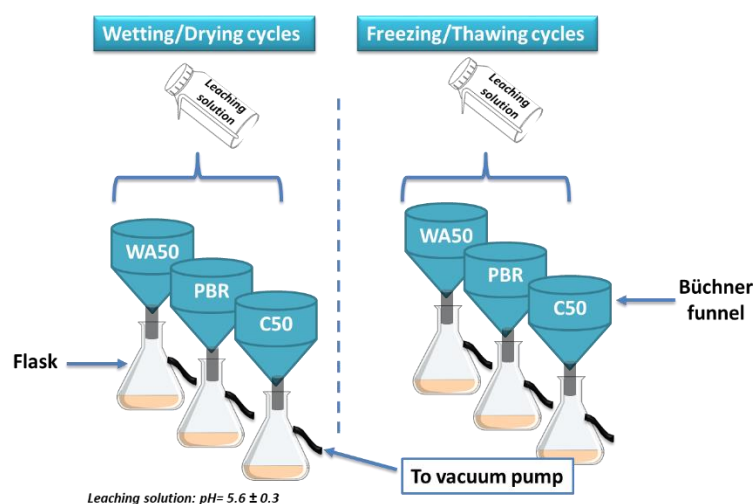 Wetting/Drying cycles
Freezing/Thawing cycles
Leaching
solution
Leaching
solution
WA50
PBR
C50
WA50
PBR
C50
Büchner
funnel
Flask
To vacuum pump
Leaching solution: pH= 5.6 ± 0.3